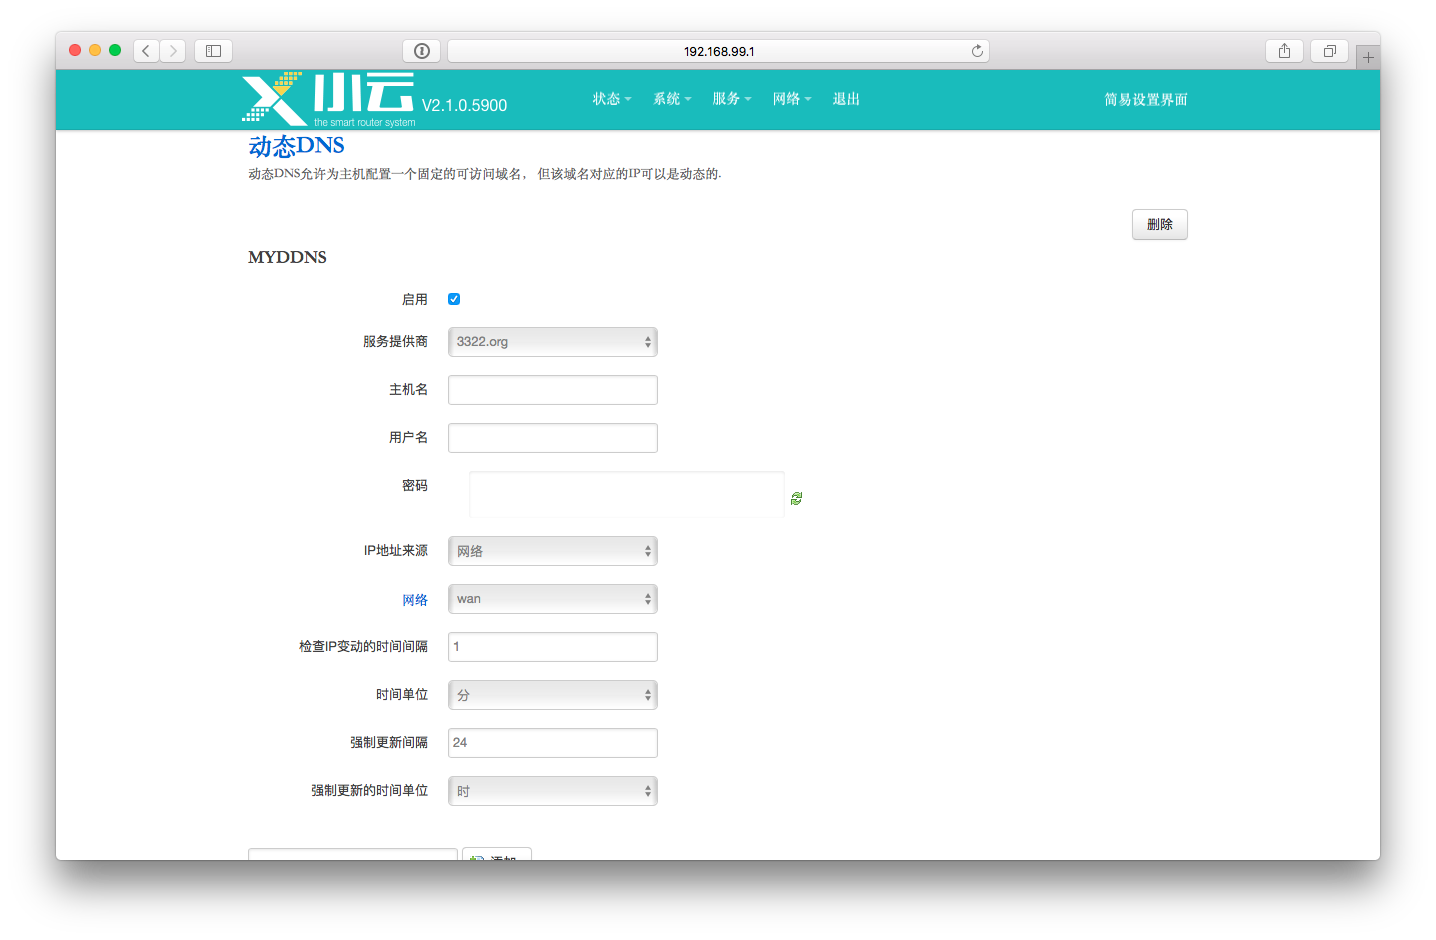 192.168.99.1
小云 V2.1.0.5900
the smart router system
状态 系统 服务 网络 退出 简易设置界面
动态DNS
动态DNS允许为主机配置一个固定的可访问域名， 但该域名对应的IP可以是动态的.
删除
MYDDNS
启用
服务提供商 3322.org
主机名
用户名
密码
IP地址来源 网络
网络 wan
检查IP变动的时间间隔 1
时间单位 分
强制更新间隔 24
强制更新的时间单位 时
添加